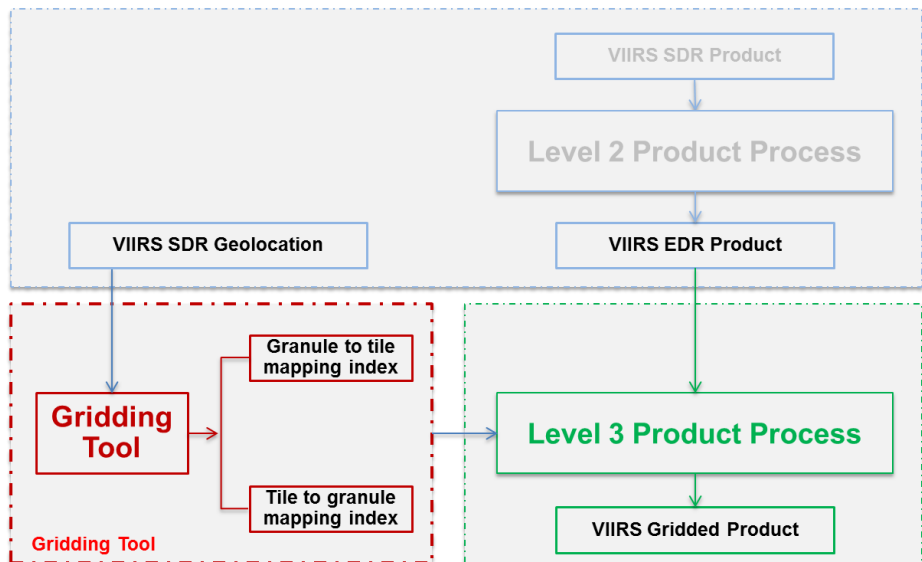 VIIRS SDR Product
Level 2 Product Process
VIIRS SDR Geolocation
VIIRS EDR Product
Granule to tile
mapping index
Gridding
Tool
Level 3 Product Process
Tile to granule
mapping index
VIIRS Gridded Product
Gridding Tool